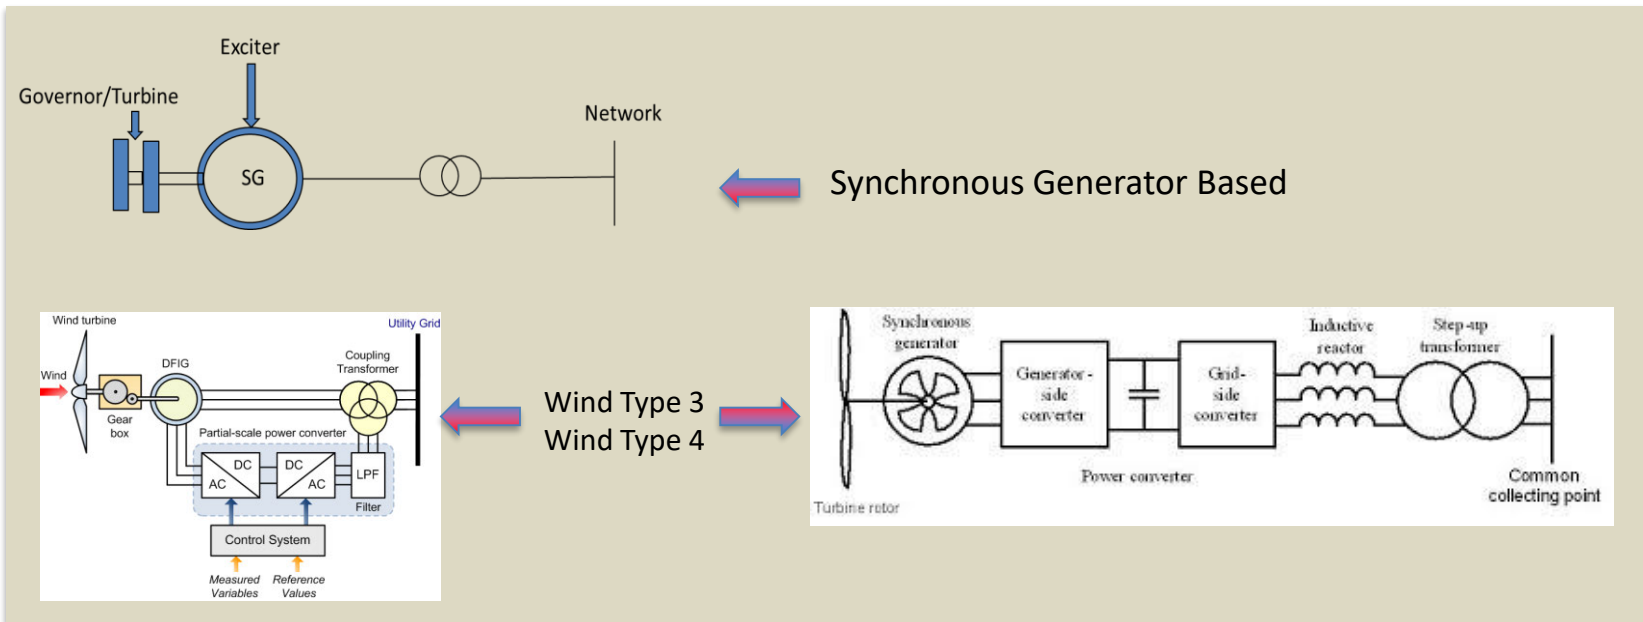 Exciter
Governor/Turbine
Network
SG
Synchronous Generator Based
Wind turbine
Utility Grid
Coupling
Transformer
DFIG
Wind
Gear
box
Partial-scale power converter
DC
AC
DC
AC
LPF
Filter
Control System
Measured
Variables
Reference
Values
Wind Type 3
Wind Type 4
Synchronous
generator
Generator-
side
converter
Grid-
side
converter
Inductive
reactor
Step-up
transformer
Power converter
Turbine rotor
Common
collecting point